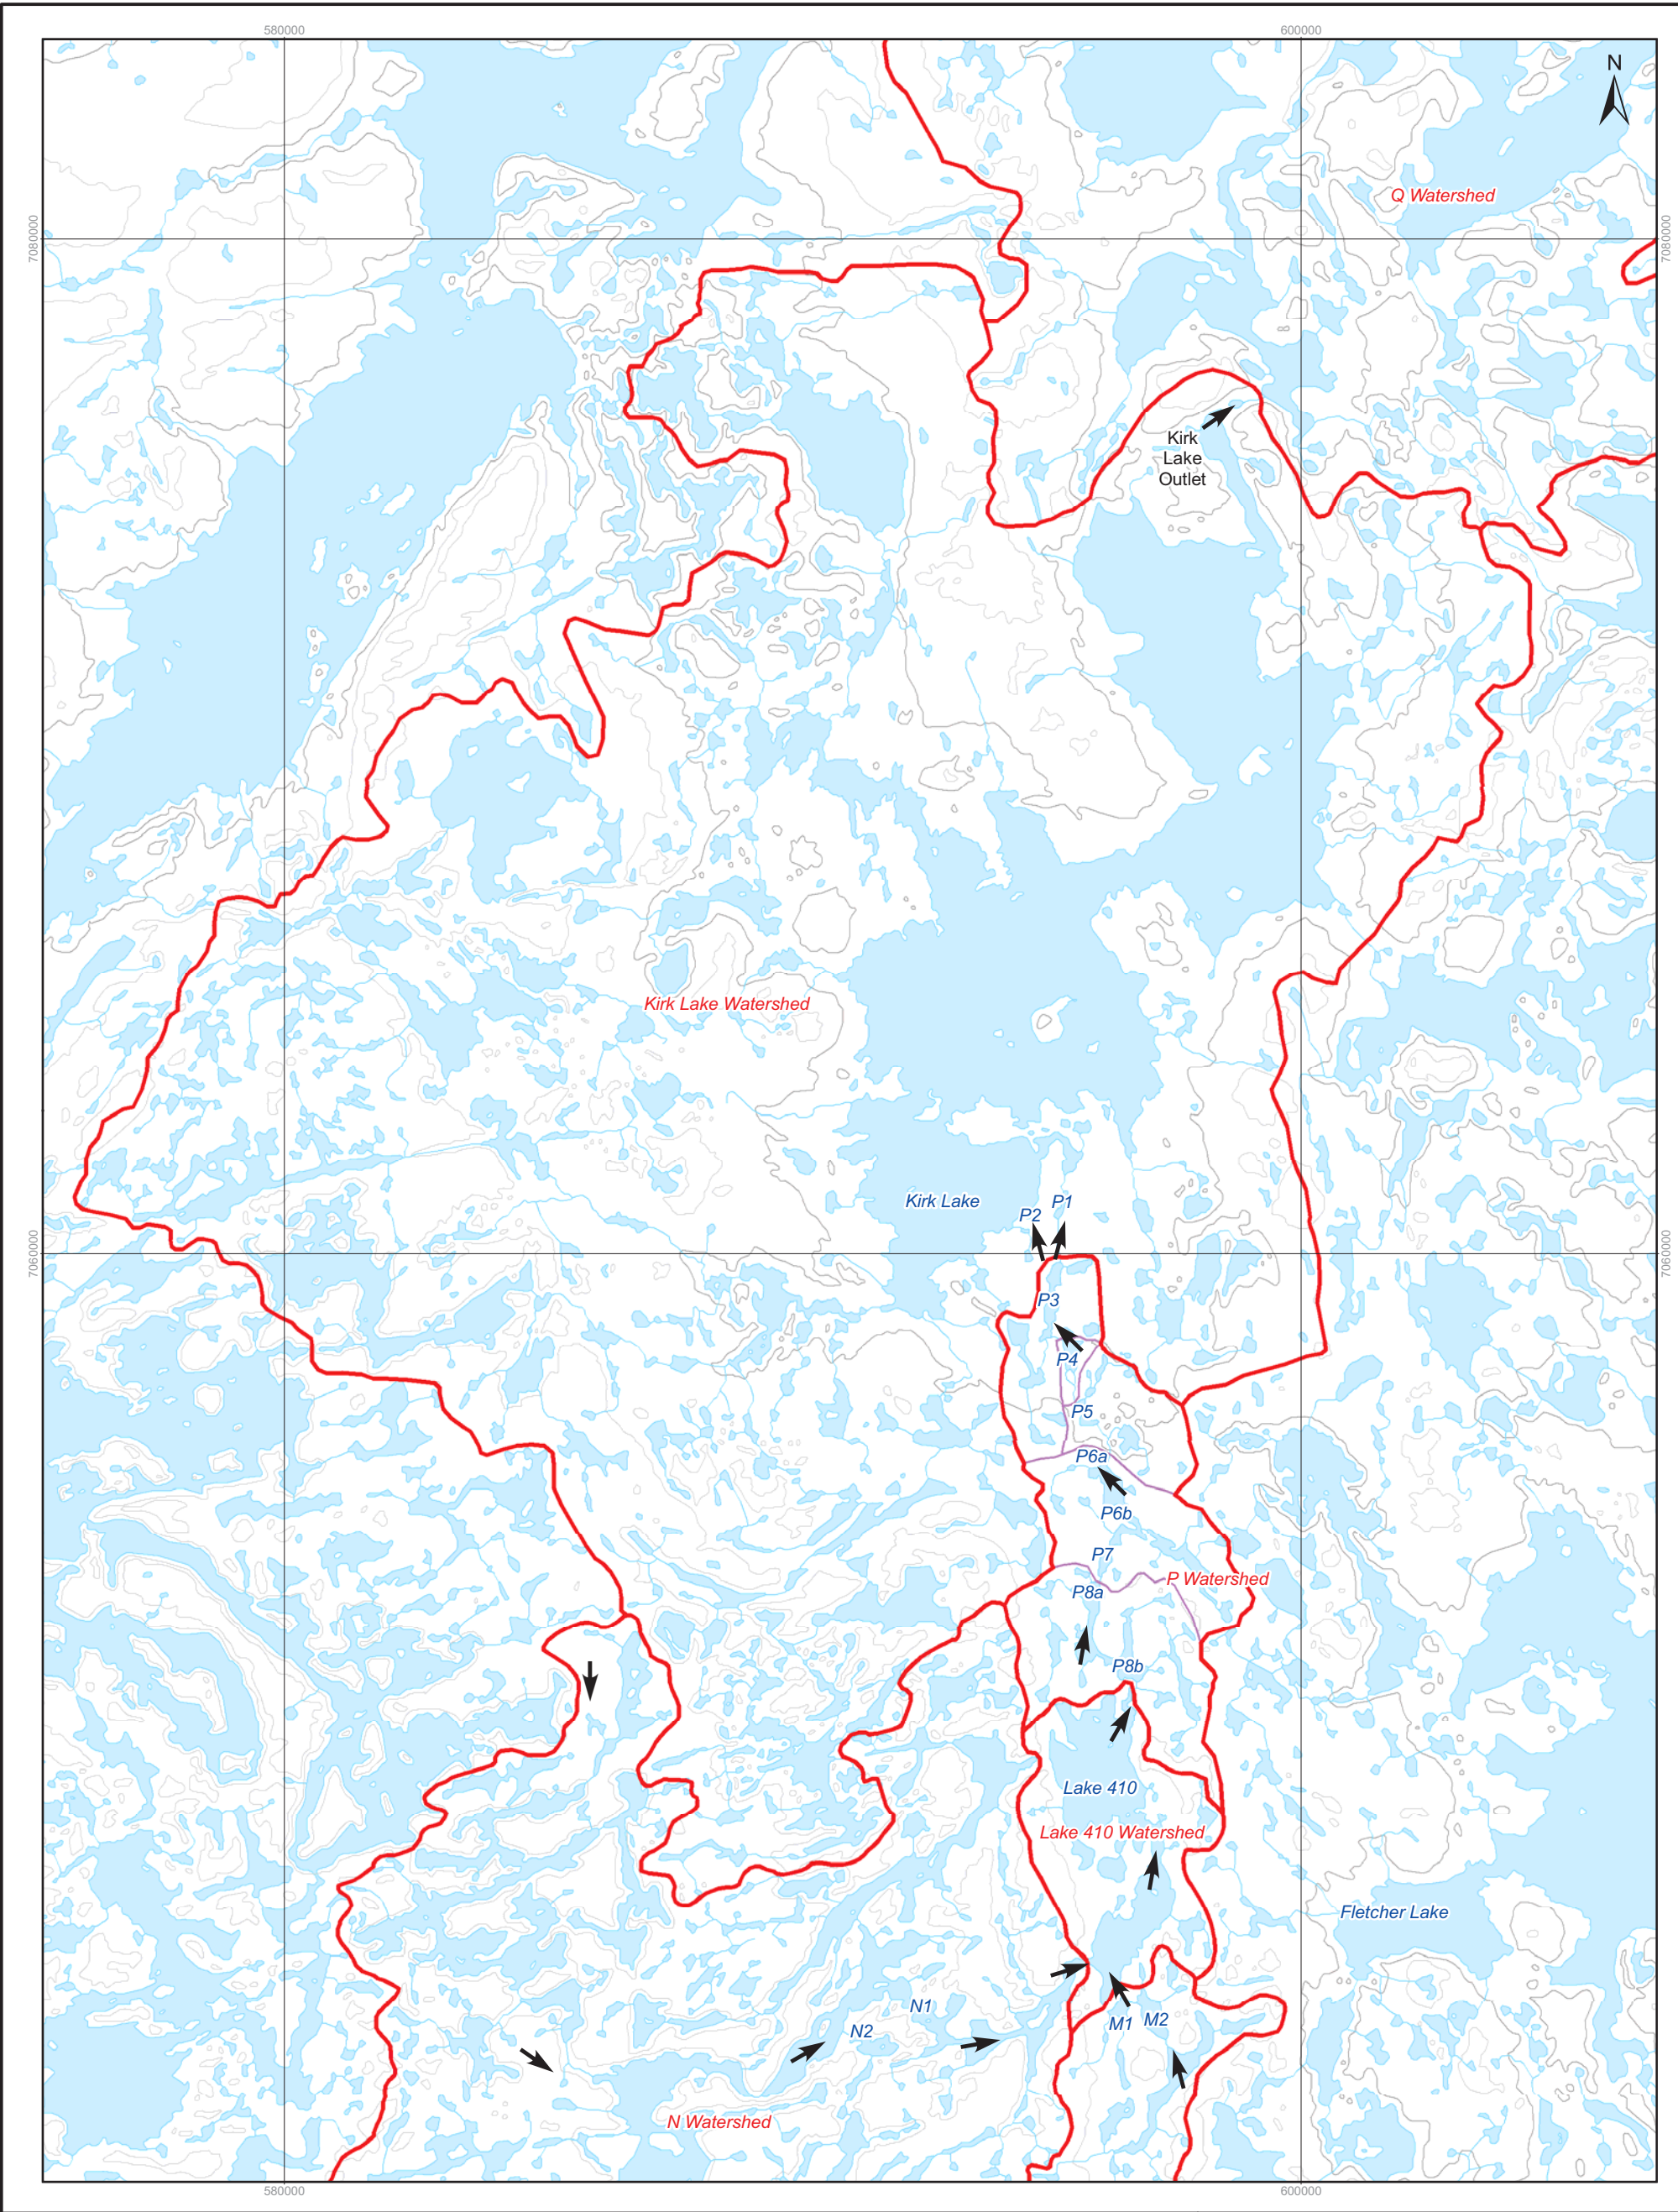 580000
600000
N
Q Watershed
7080000
7080000
Kirk
Lake
Outlet
Kirk Lake Watershed
Kirk Lake
P1
P2
7060000
7060000
P3
P4
P5
P6a
P6b
P7
P Watershed
P8a
P8b
Lake 410
Lake 410 Watershed
Fletcher Lake
N1
M1
M2
N2
N Watershed
580000
600000